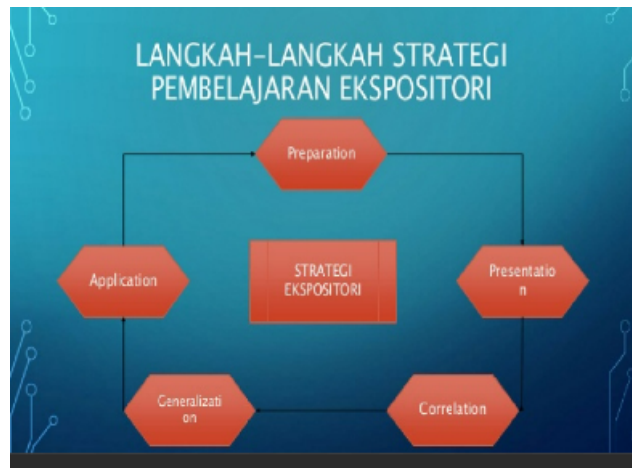 LANGKAH-LANGKAH STRATEGI
PEMBELAJARAN EKSPOSITORI
Preparation
Application
STRATEGI
EKSPOSITORI
Presentatio
n
Generalizati
on
Correlation